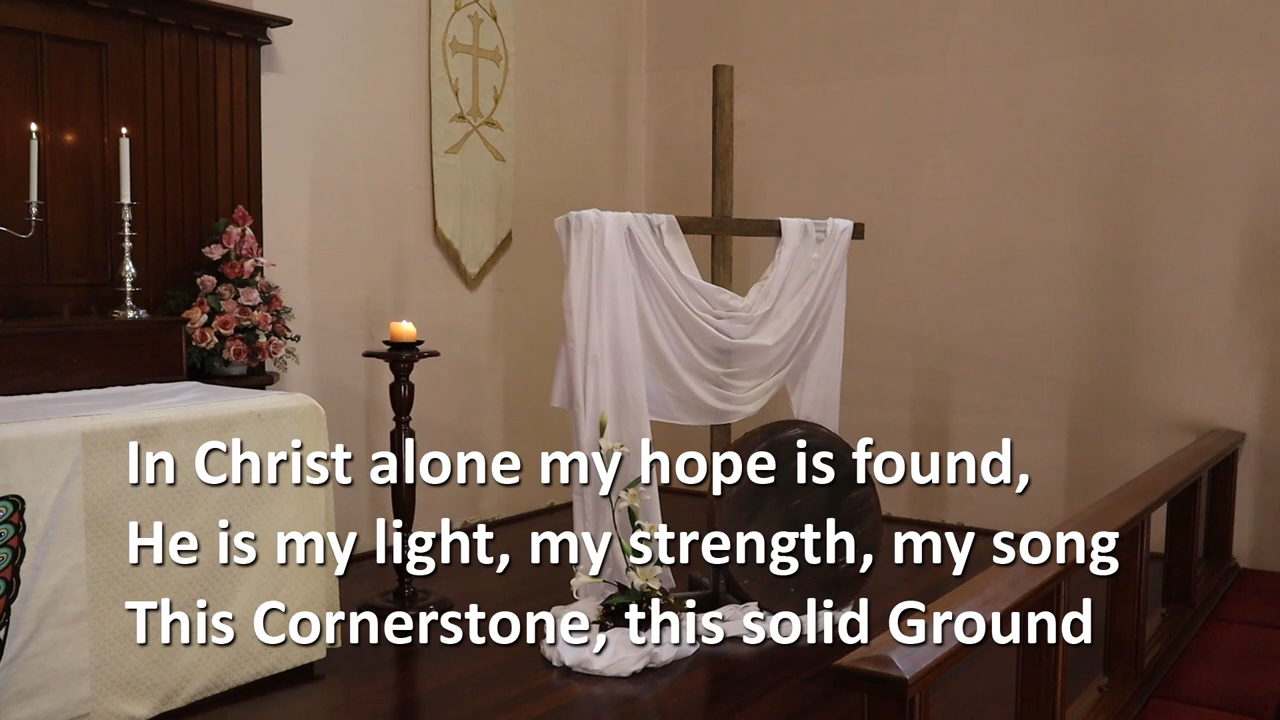 In Christ alone my hope is found,
He is my light, my strength, my song
This Cornerstone, this solid Ground